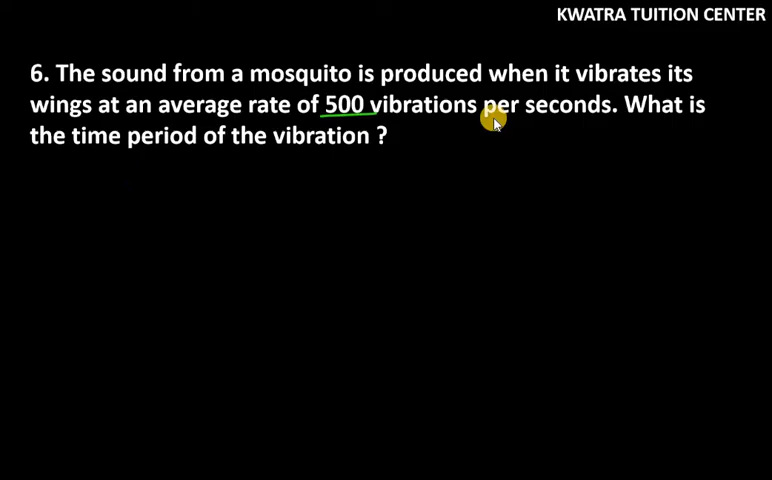 KWATRA TUITION CENTER
6. The sound from a mosquito is produced when it vibrates its
wings at an average rate of 500 vibrations per seconds. What is
the time period of the vibration ?